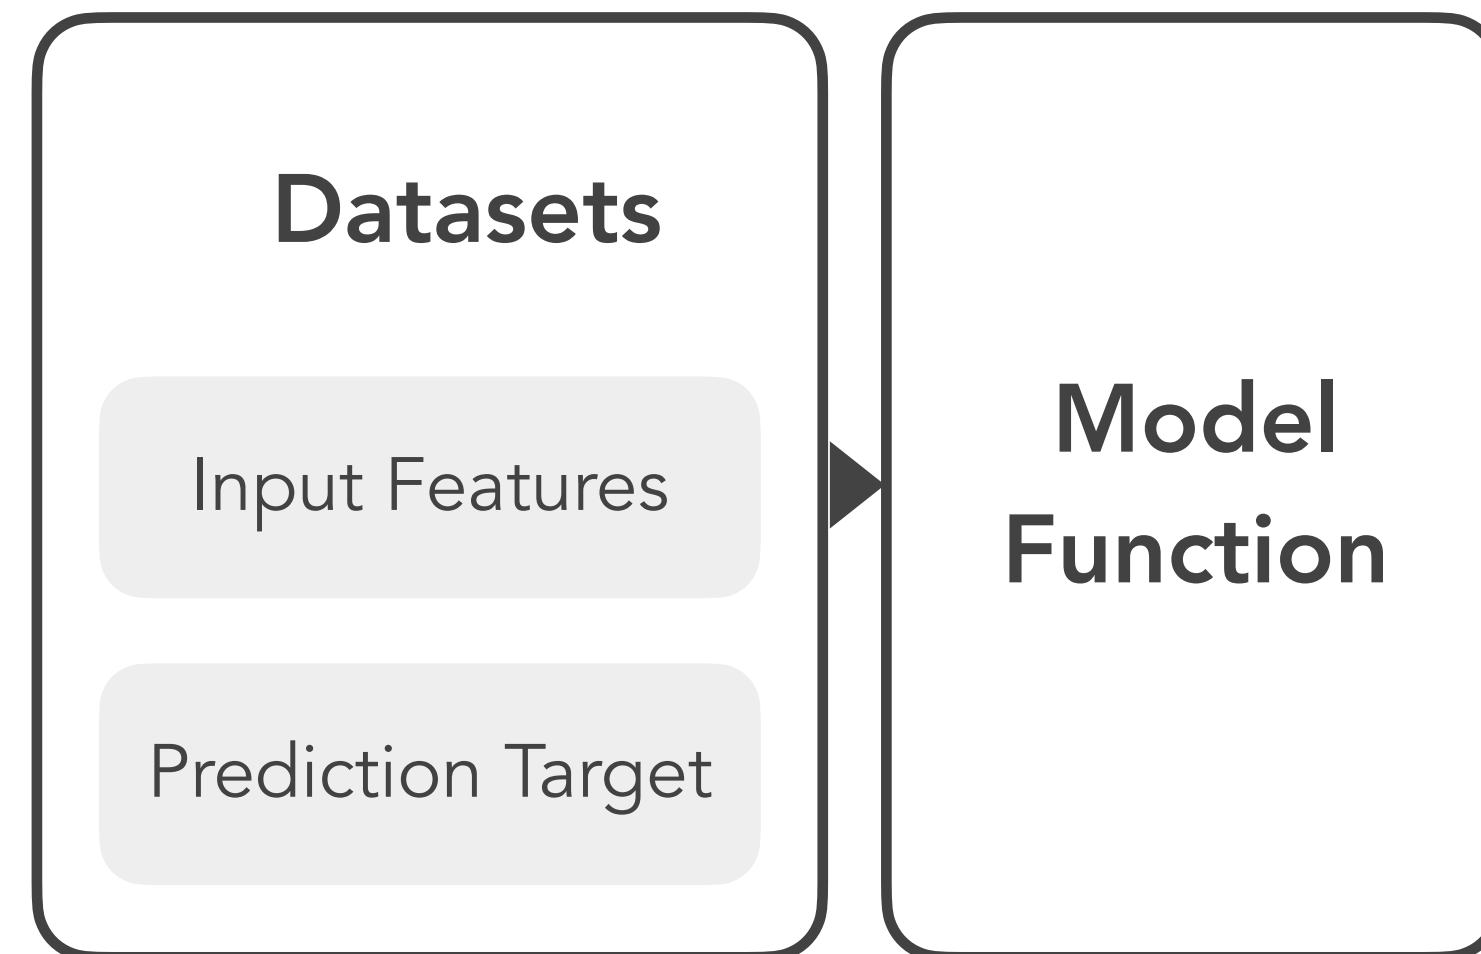 Datasets
Input Features
Prediction Target
Model
Function